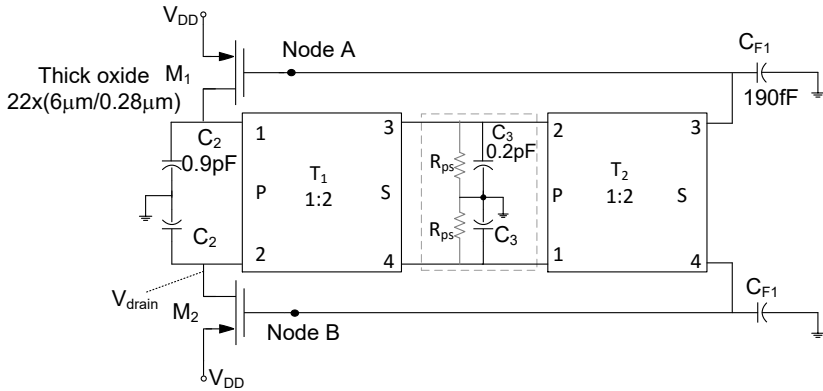 V_DD
Node A
C_F1
Thick oxide
M_1
22x(6μm/0.28μm)
190fF
C_2
0.9pF
1
3
C_3
0.2pF
2
3
R_ps
T_1
1:2
P
S
T_2
1:2
P
S
R_ps
C_3
C_2
2
4
1
4
V_drain
M_2
Node B
C_F1
V_DD